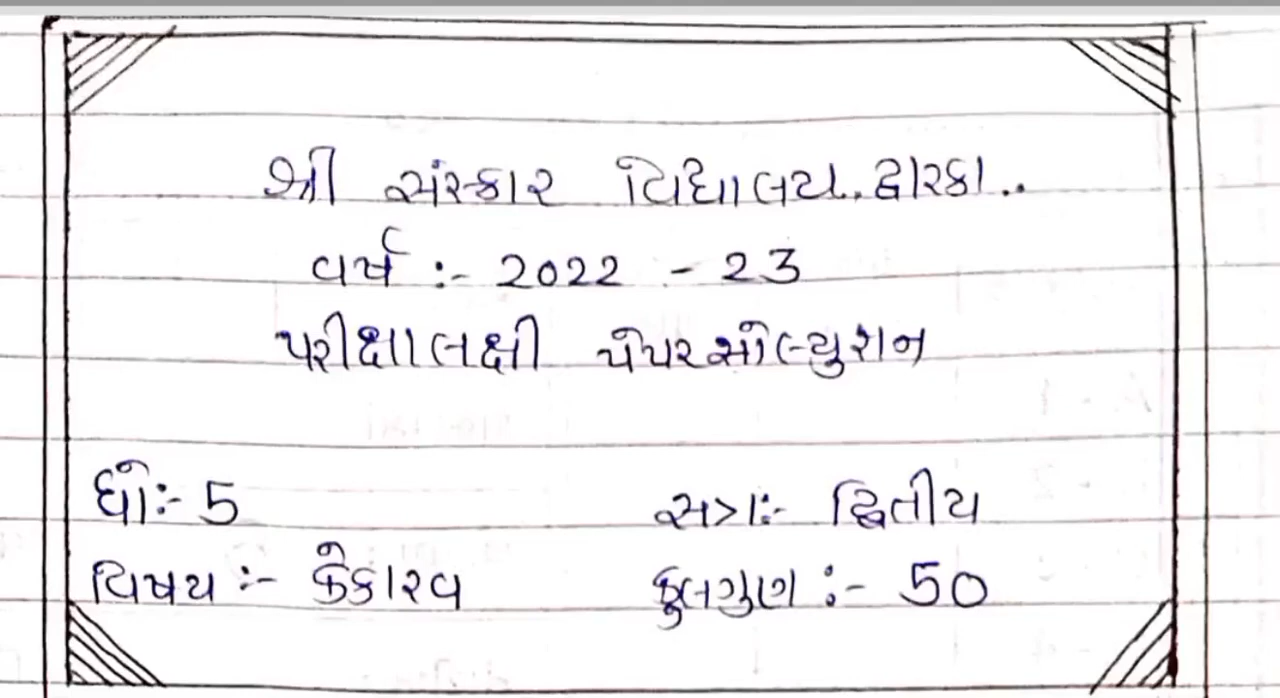 શ્રી સંસ્કાર વિદ્યાલય. દ્વારકા..
વર્ષ :- 2022 - 23
પરીક્ષાલક્ષી પેપર સોલ્યુશન
ધો:- 5 સત્ર:- દ્વિતીય
વિષય :- કેકારવ કુલગુણ :- 50